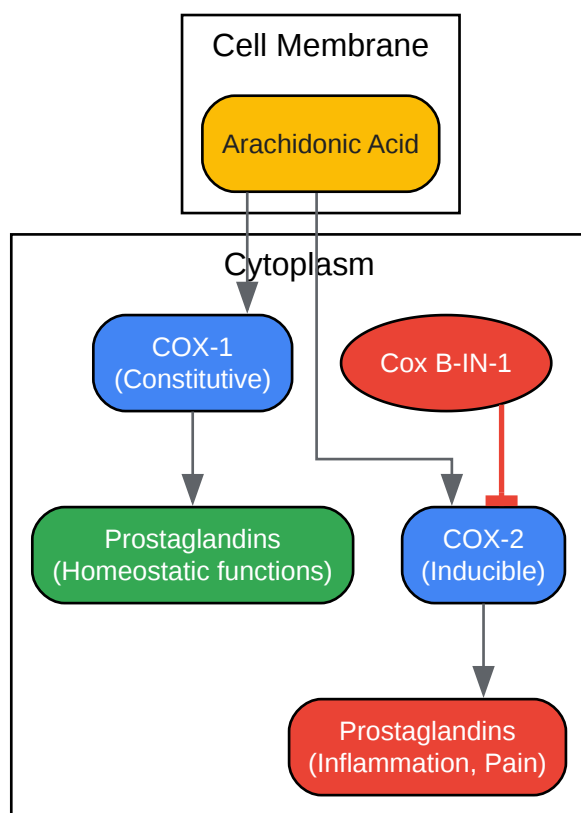 Cell Membrane
Arachidonic Acid
Cytoplasm
COX-1
(Constitutive)
Cox B-IN-1
Prostaglandins
(Homeostatic functions)
COX-2
(Inducible)
Prostaglandins
(Inflammation, Pain)